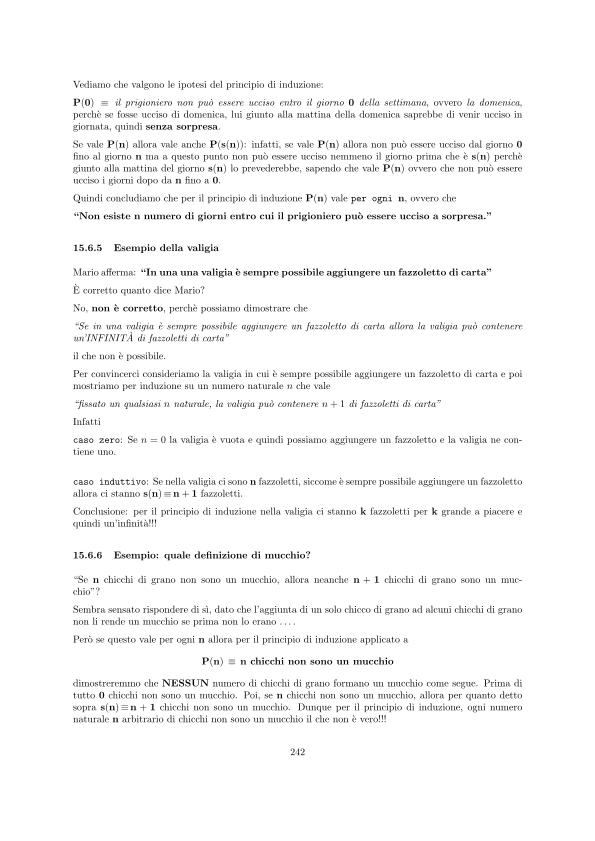 Vediamo che valgono le ipotesi del principio di induzione:
P(0) ≡ il prigioniero non può essere ucciso entro il giorno 0 della settimana, ovvero la domenica,
perchè se fosse ucciso di domenica, lui giunto alla mattina della domenica saprebbe di venir ucciso in
giornata, quindi senza sorpresa.
Se vale P(n) allora vale anche P(s(n)): infatti, se vale P(n) allora non può essere ucciso dal giorno 0
fino al giorno n ma a questo punto non può essere ucciso nemmeno il giorno prima che è s(n) perchè
giunto alla mattina del giorno s(n) lo prevederebbe, sapendo che vale P(n) ovvero che non può essere
ucciso i giorni dopo da n fino a 0.
Quindi concludiamo che per il principio di induzione P(n) vale per ogni n, ovvero che
“Non esiste n numero di giorni entro cui il prigioniero può essere ucciso a sorpresa.”
15.6.5 Esempio della valigia
Mario afferma: “In una una valigia è sempre possibile aggiungere un fazzoletto di carta”
È corretto quanto dice Mario?
No, non è corretto, perchè possiamo dimostrare che
“Se in una valigia è sempre possibile aggiungere un fazzoletto di carta allora la valigia può contenere
un'INFINITÀ di fazzoletti di carta”
il che non è possibile.
Per convincerci consideriamo la valigia in cui è sempre possibile aggiungere un fazzoletto di carta e poi
mostriamo per induzione su un numero naturale n che vale
“fissato un qualsiasi n naturale, la valigia può contenere n + 1 di fazzoletti di carta”
Infatti
caso zero: Se n = 0 la valigia è vuota e quindi possiamo aggiungere un fazzoletto e la valigia ne con-
tiene uno.
caso induttivo: Se nella valigia ci sono n fazzoletti, siccome è sempre possibile aggiungere un fazzoletto
allora ci stanno s(n) ≡ n + 1 fazzoletti.
Conclusione: per il principio di induzione nella valigia ci stanno k fazzoletti per k grande a piacere e
quindi un'infinità!!!
15.6.6 Esempio: quale definizione di mucchio?
“Se n chicchi di grano non sono un mucchio, allora neanche n + 1 chicchi di grano sono un muc-
chio”?
Sembra sensato rispondere di sì, dato che l'aggiunta di un solo chicco di grano ad alcuni chicchi di grano
non li rende un mucchio se prima non lo erano . . . .
Però se questo vale per ogni n allora per il principio di induzione applicato a
P(n) ≡ n chicchi non sono un mucchio
dimostreremmo che NESSUN numero di chicchi di grano formano un mucchio come segue. Prima di
tutto 0 chicchi non sono un mucchio. Poi, se n chicchi non sono un mucchio, allora per quanto detto
sopra s(n) ≡ n + 1 chicchi non sono un mucchio. Dunque per il principio di induzione, ogni numero
naturale n arbitrario di chicchi non sono un mucchio il che non è vero!!!
242